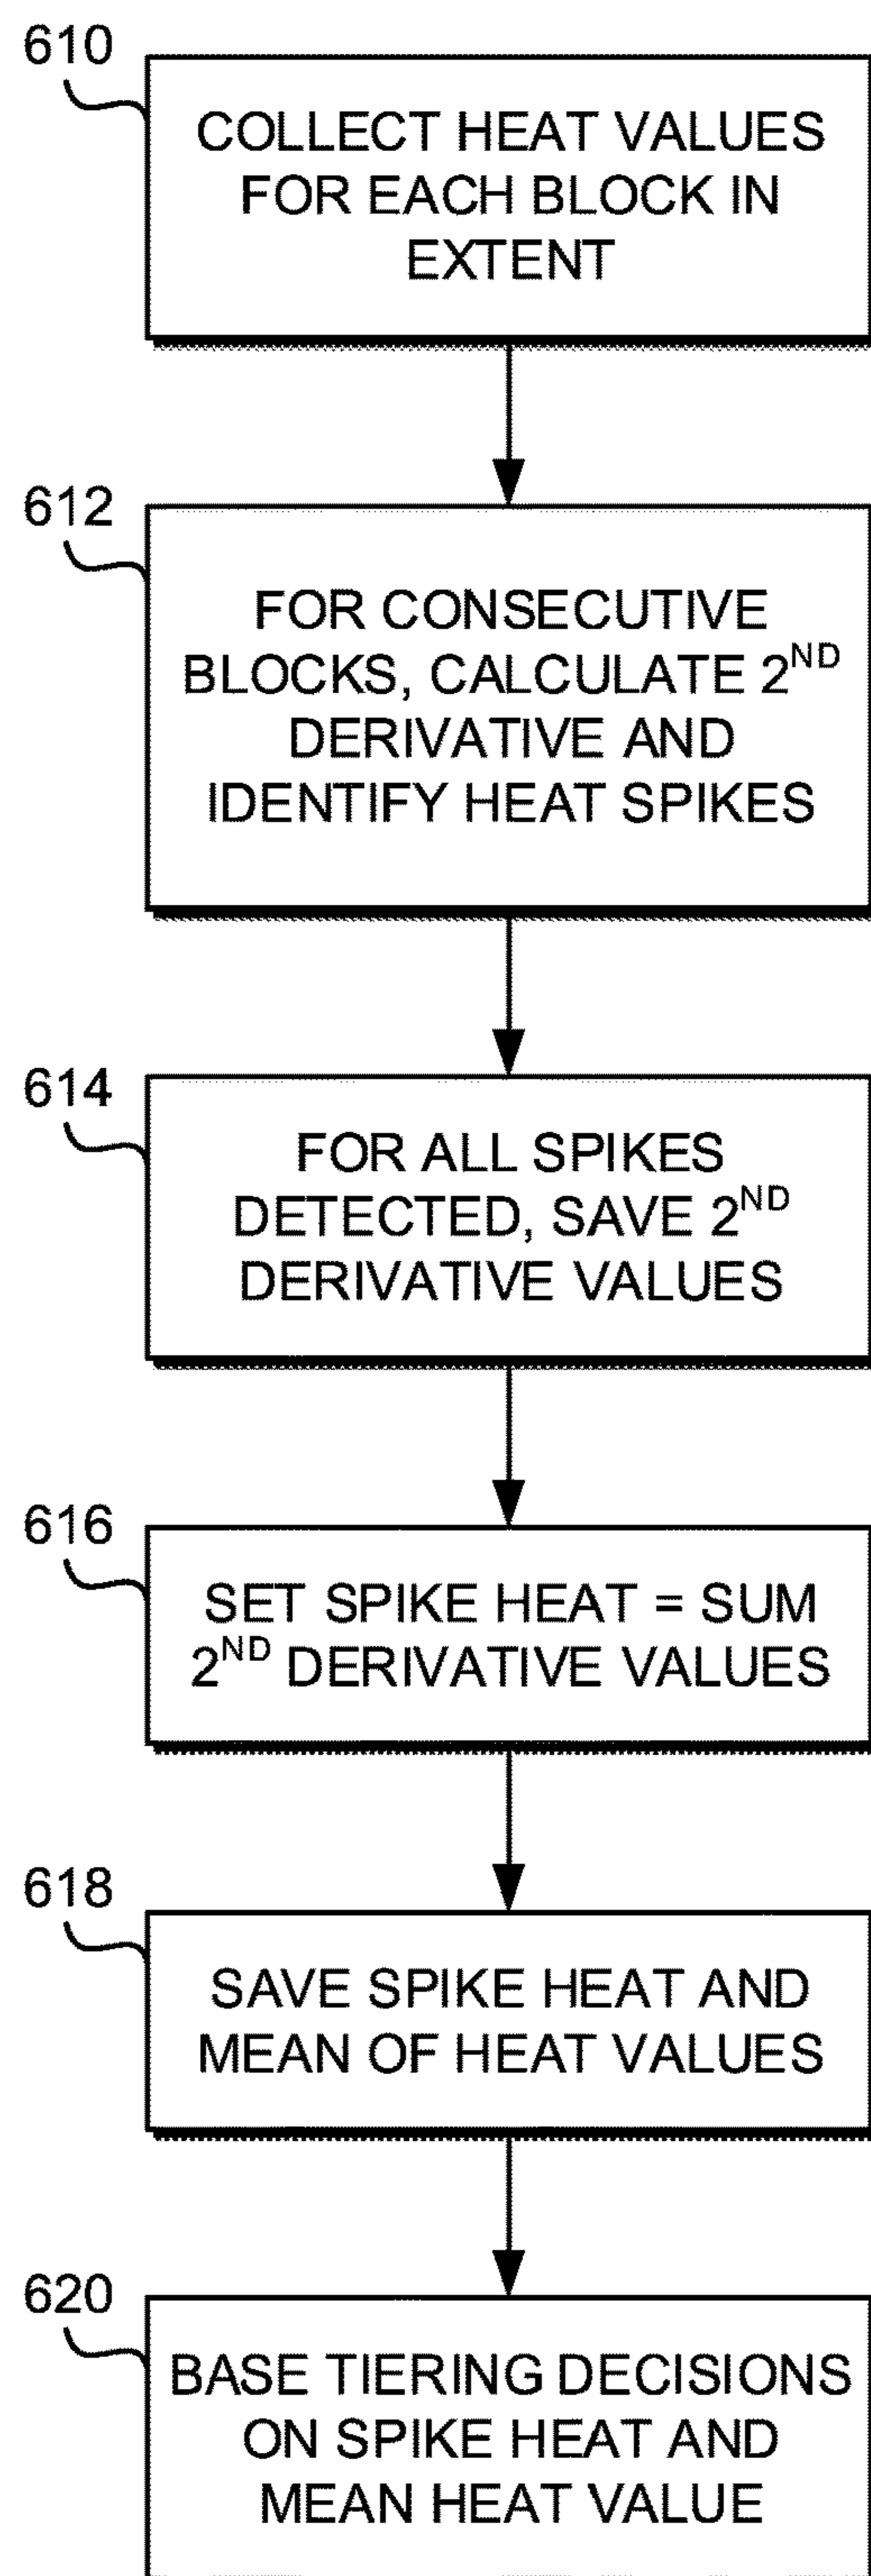 610
COLLECT HEAT VALUES
FOR EACH BLOCK IN
EXTENT
612
FOR CONSECUTIVE
BLOCKS, CALCULATE 2ND
DERIVATIVE AND
IDENTIFY HEAT SPIKES
614
FOR ALL SPIKES
DETECTED, SAVE 2ND
DERIVATIVE VALUES
616
SET SPIKE HEAT = SUM
2ND DERIVATIVE VALUES
618
SAVE SPIKE HEAT AND
MEAN OF HEAT VALUES
620
BASE TIERING DECISIONS
ON SPIKE HEAT AND
MEAN HEAT VALUE